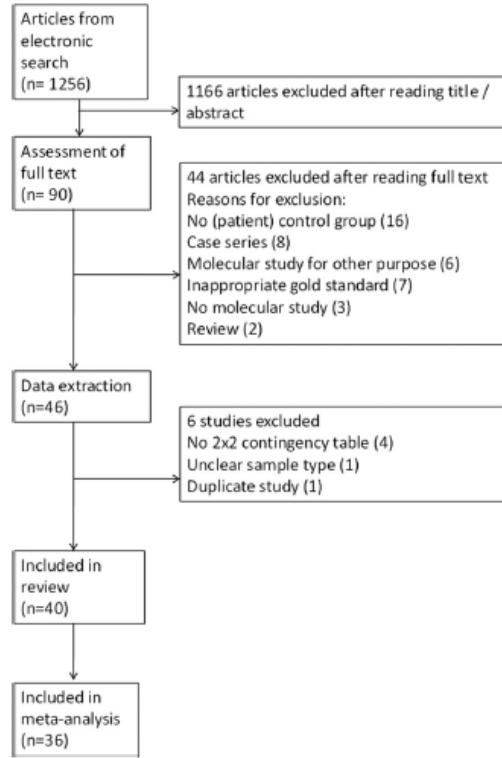 Articles from
electronic
search
(n= 1256)
1166 articles excluded after reading title /
abstract
Assessment of
full text
(n= 90)
44 articles excluded after reading full text
Reasons for exclusion:
No (patient) control group (16)
Case series (8)
Molecular study for other purpose (6)
Inappropriate gold standard (7)
No molecular study (3)
Review (2)
Data extraction
(n=46)
6 studies excluded
No 2x2 contingency table (4)
Unclear sample type (1)
Duplicate study (1)
Included in
review
(n=40)
Included in
meta-analysis
(n=36)